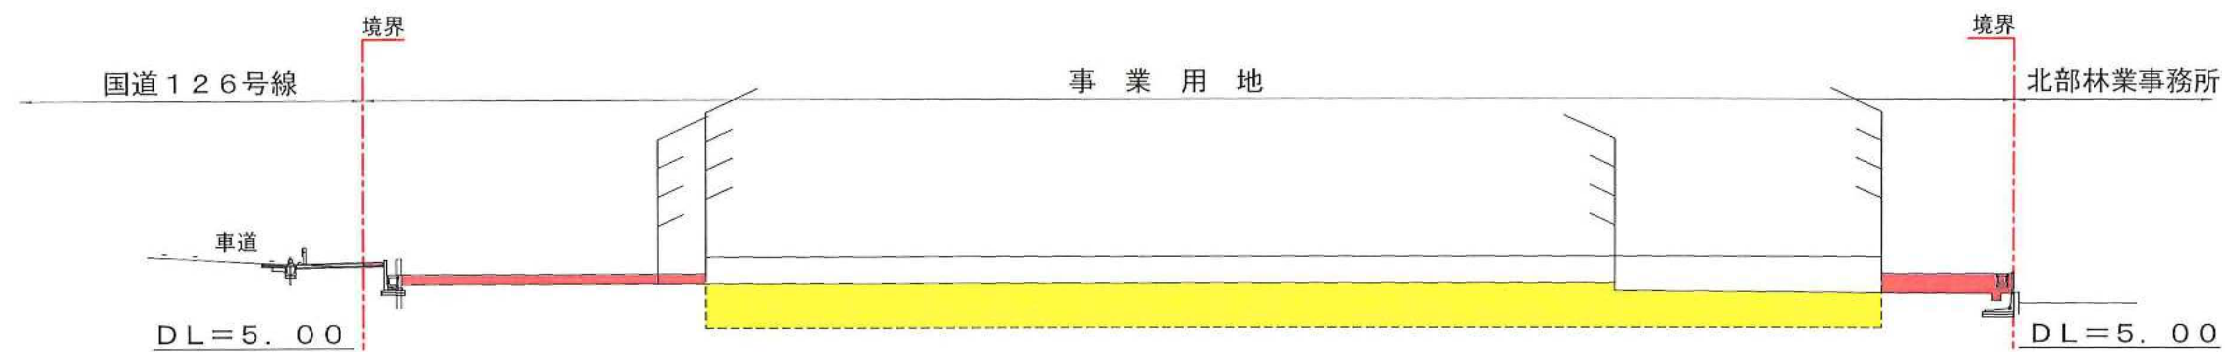 境界
境界
国道１２６号線
事業用地
北部林業事務所
車道
ＤＬ＝５．００
ＤＬ＝５．００